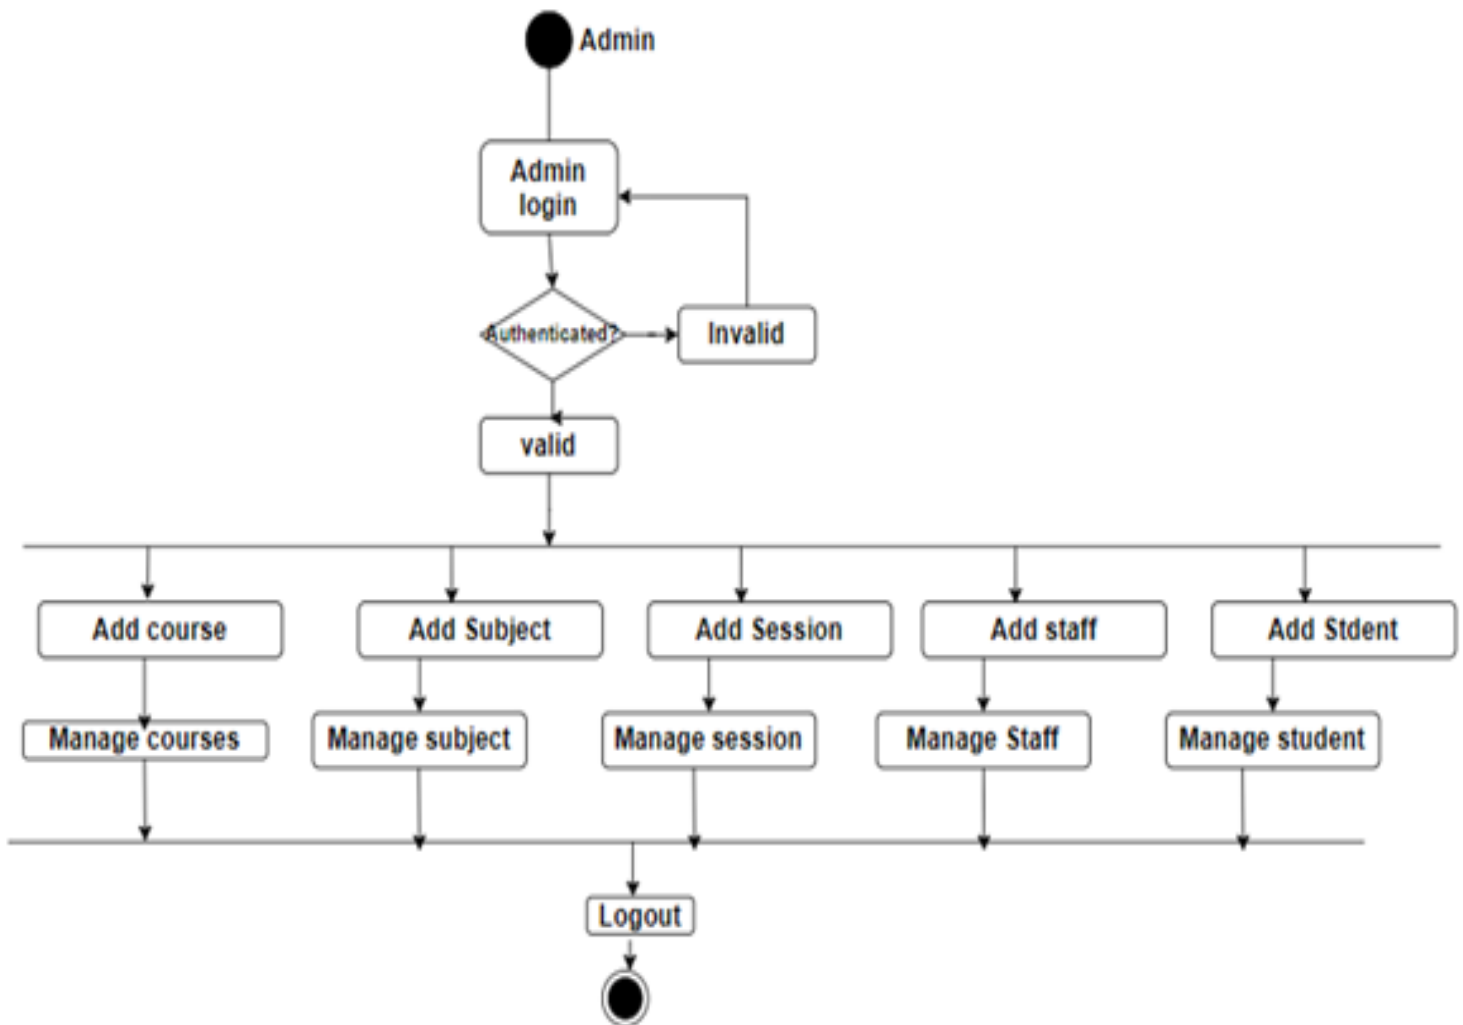 Admin
Admin
login
Authenticated?
Invalid
valid
Add course
Add Subject
Add Session
Add staff
Add Stdent
Manage courses
Manage subject
Manage session
Manage Staff
Manage student
Logout